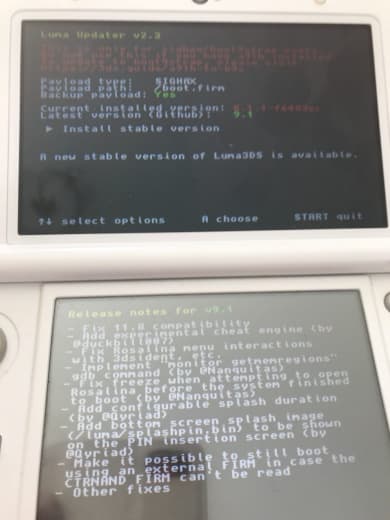 Luma Updater v2.3
Payload type: SIGHAX
Payload path: /boot.firm
Backup payload: Yes
Current installed version:
Latest version (Github): 9.1
► Install stable version
A new stable version of Luma3DS is available.
↑↓ select options A choose START quit
Release notes for v9.1
- Fix 11.8 compatibility
- Add experimental cheat engine (by
@duckbill007)
- Fix Rosalina menu interactions
with 3dsident, etc.
- Implement "monitor getmemregions"
gdb command (by @Nanquitas)
- Fix freeze when attempting to open
Rosalina before the system finished
to boot (by @Nanquitas)
- Add configurable splash duration
(by @Qyriad)
- Add bottom screen splash image
(/luma/splashpin.bin) to be shown
on the PIN insertion screen (by
@Qyriad)
- Make it possible to still boot
using an external FIRM in case the
CTRNAND FIRM can't be read
- Other fixes